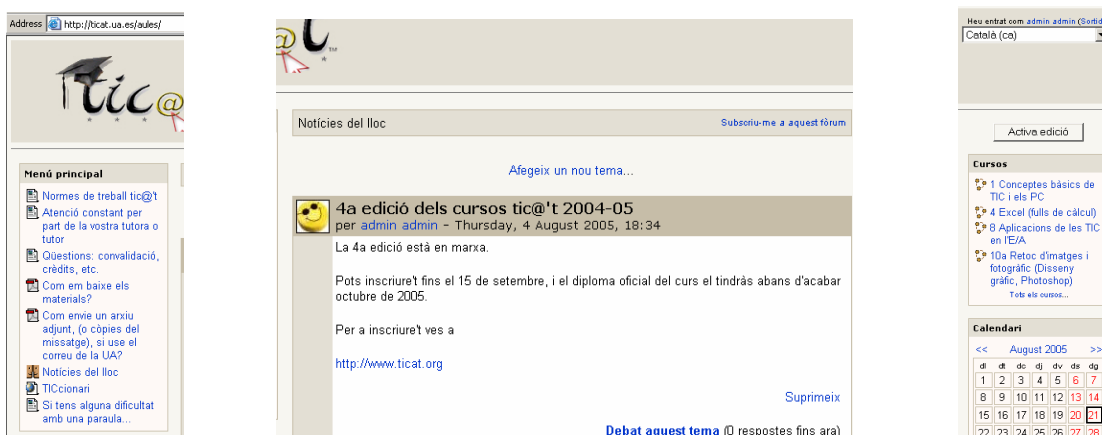 Address http://ticat.ua.es/aules/
tic@
Menú principal
Normes de treball tic@'t
Atenció constant per
part de la vostra tutora o
tutor
Qüestions: convalidació,
crèdits, etc.
Com em baixe els
materials?
Com envie un arxiu
adjunt, (o còpies del
missatge), si use el
correu de la UA?
Notícies del lloc
TICcionari
Si tens alguna dificultat
amb una paraula...
@t
Notícies del lloc Subscriu-me a aquest fòrum
Afegeix un nou tema...
4a edició dels cursos tic@'t 2004-05
per admin admin - Thursday, 4 August 2005, 18:34
La 4a edició està en marxa.
Pots inscriure't fins el 15 de setembre, i el diploma oficial del curs el tindràs abans d'acabar
octubre de 2005.
Per a inscriure't ves a
http://www.ticat.org
Suprimeix
Debat aquest tema (0 respostes fins ara)
Heu entrat com admin admin (Sortida
Català (ca)
Activa edició
Cursos
1 Conceptes bàsics de
TIC i els PC
4 Excel (fulls de càlcul)
8 Aplicacions de les TIC
en l'E/A
10a Retoc d'imatges i
fotogràfic (Disseny
gràfic, Photoshop)
Tots els cursos...
Calendari
<< August 2005 >>
dl dt dc dj dv ds dg
1 2 3 4 5 6 7
8 9 10 11 12 13 14
15 16 17 18 19 20 21
22 23 24 25 26 27 28